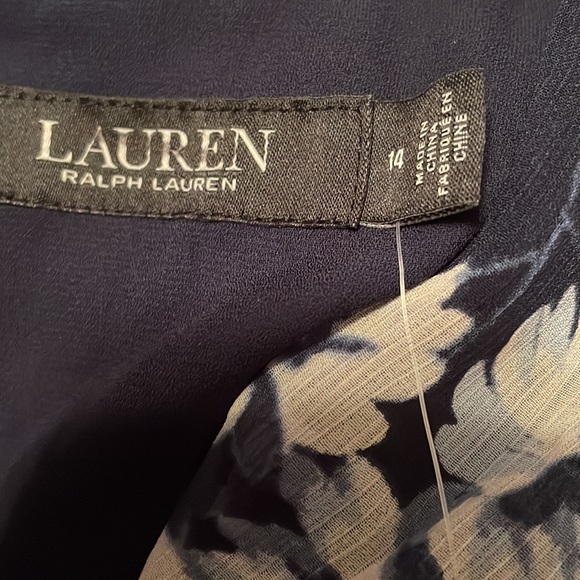 LAUREN
RALPH LAUREN
14
MADE IN
CHINA
FABRIQUÉ EN
CHINE